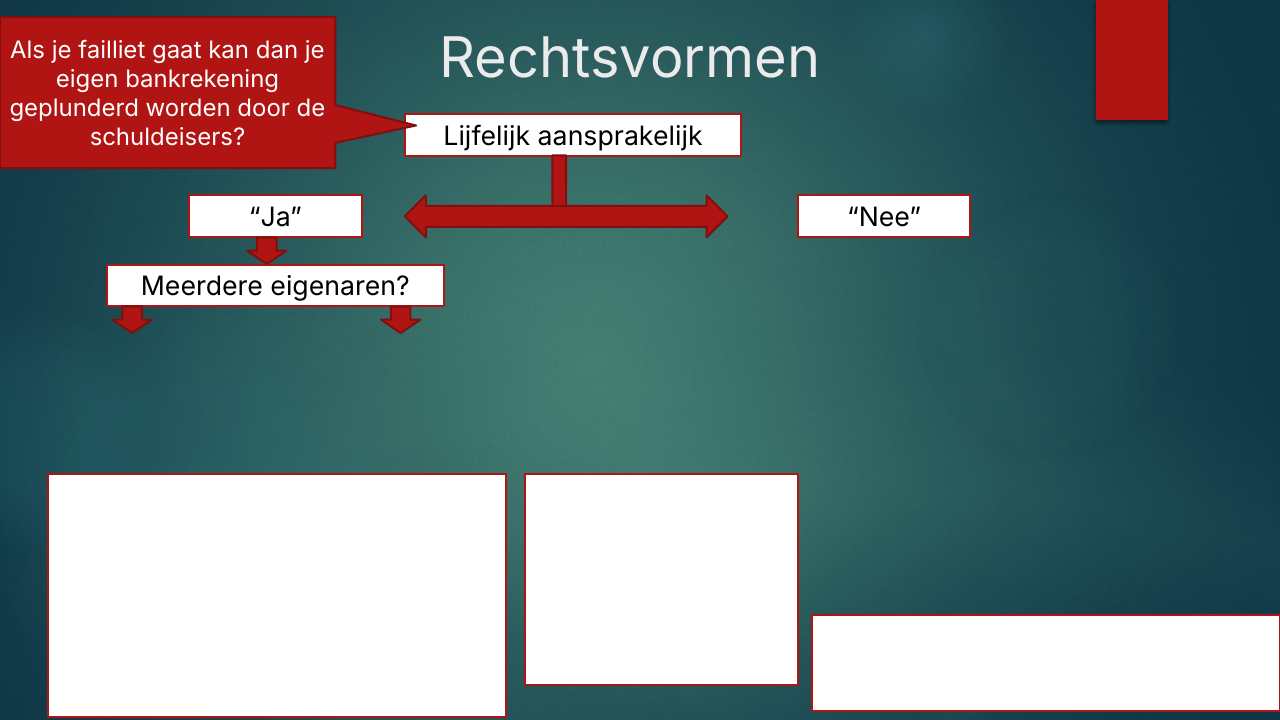 Als je failliet gaat kan dan je
eigen bankrekening
geplunderd worden door de
schuldeisers?
Rechtsvormen
Lijfelijk aansprakelijk
“Ja”
“Nee”
Meerdere eigenaren?